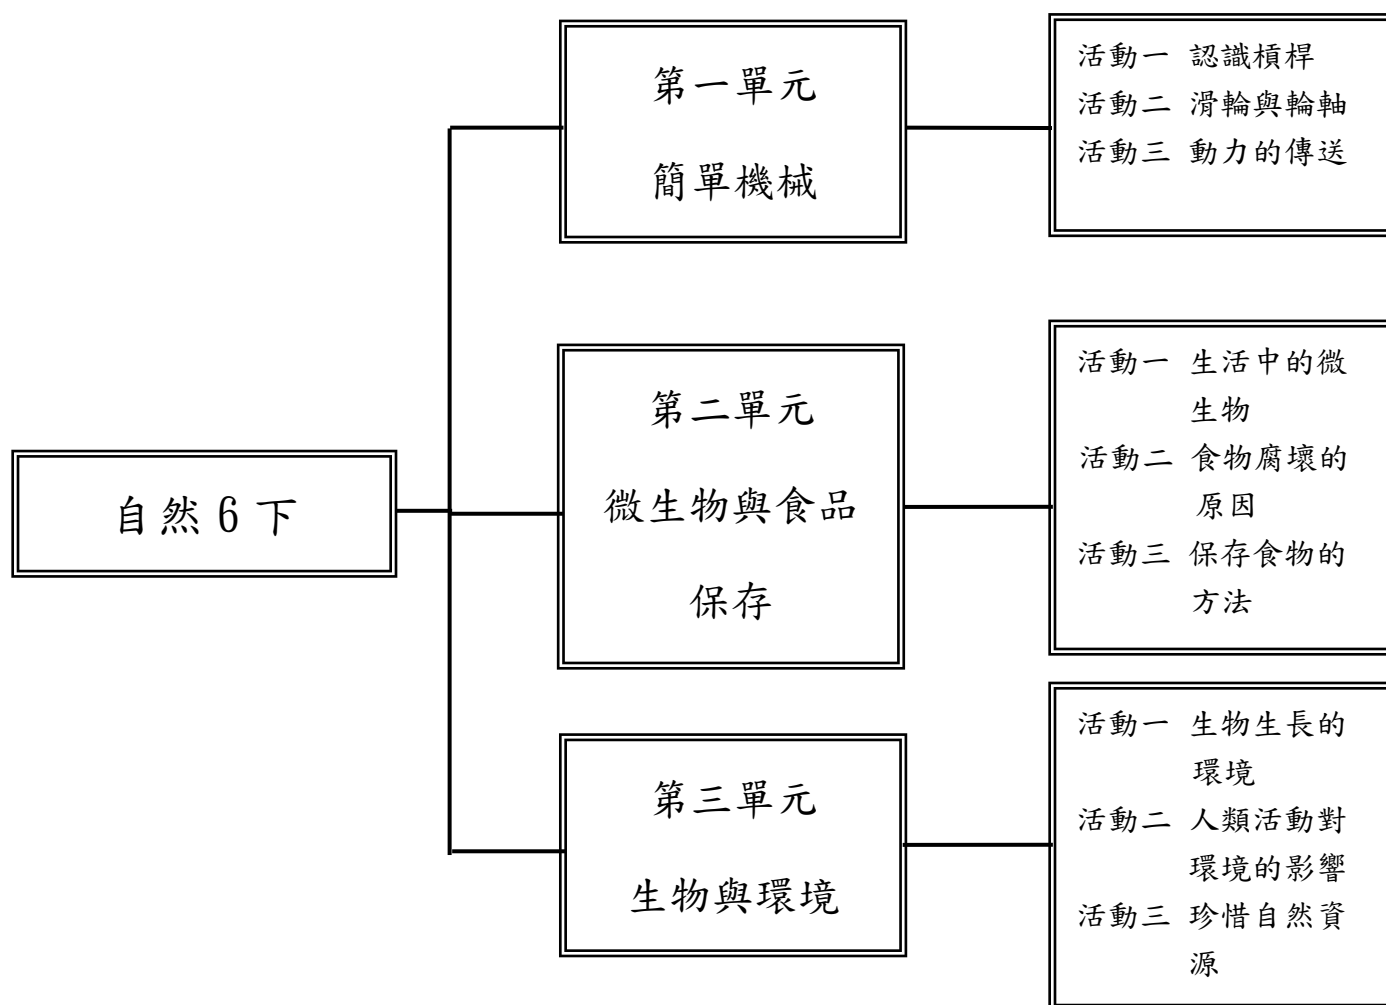 自然6下
第一單元
簡單機械
活動一 認識槓桿
活動二 滑輪與輪軸
活動三 動力的傳送
第二單元
微生物與食品
保存
活動一 生活中的微
生物
活動二 食物腐壞的
原因
活動三 保存食物的
方法
第三單元
生物與環境
活動一 生物生長的
環境
活動二 人類活動對
環境的影響
活動三 珍惜自然資
源